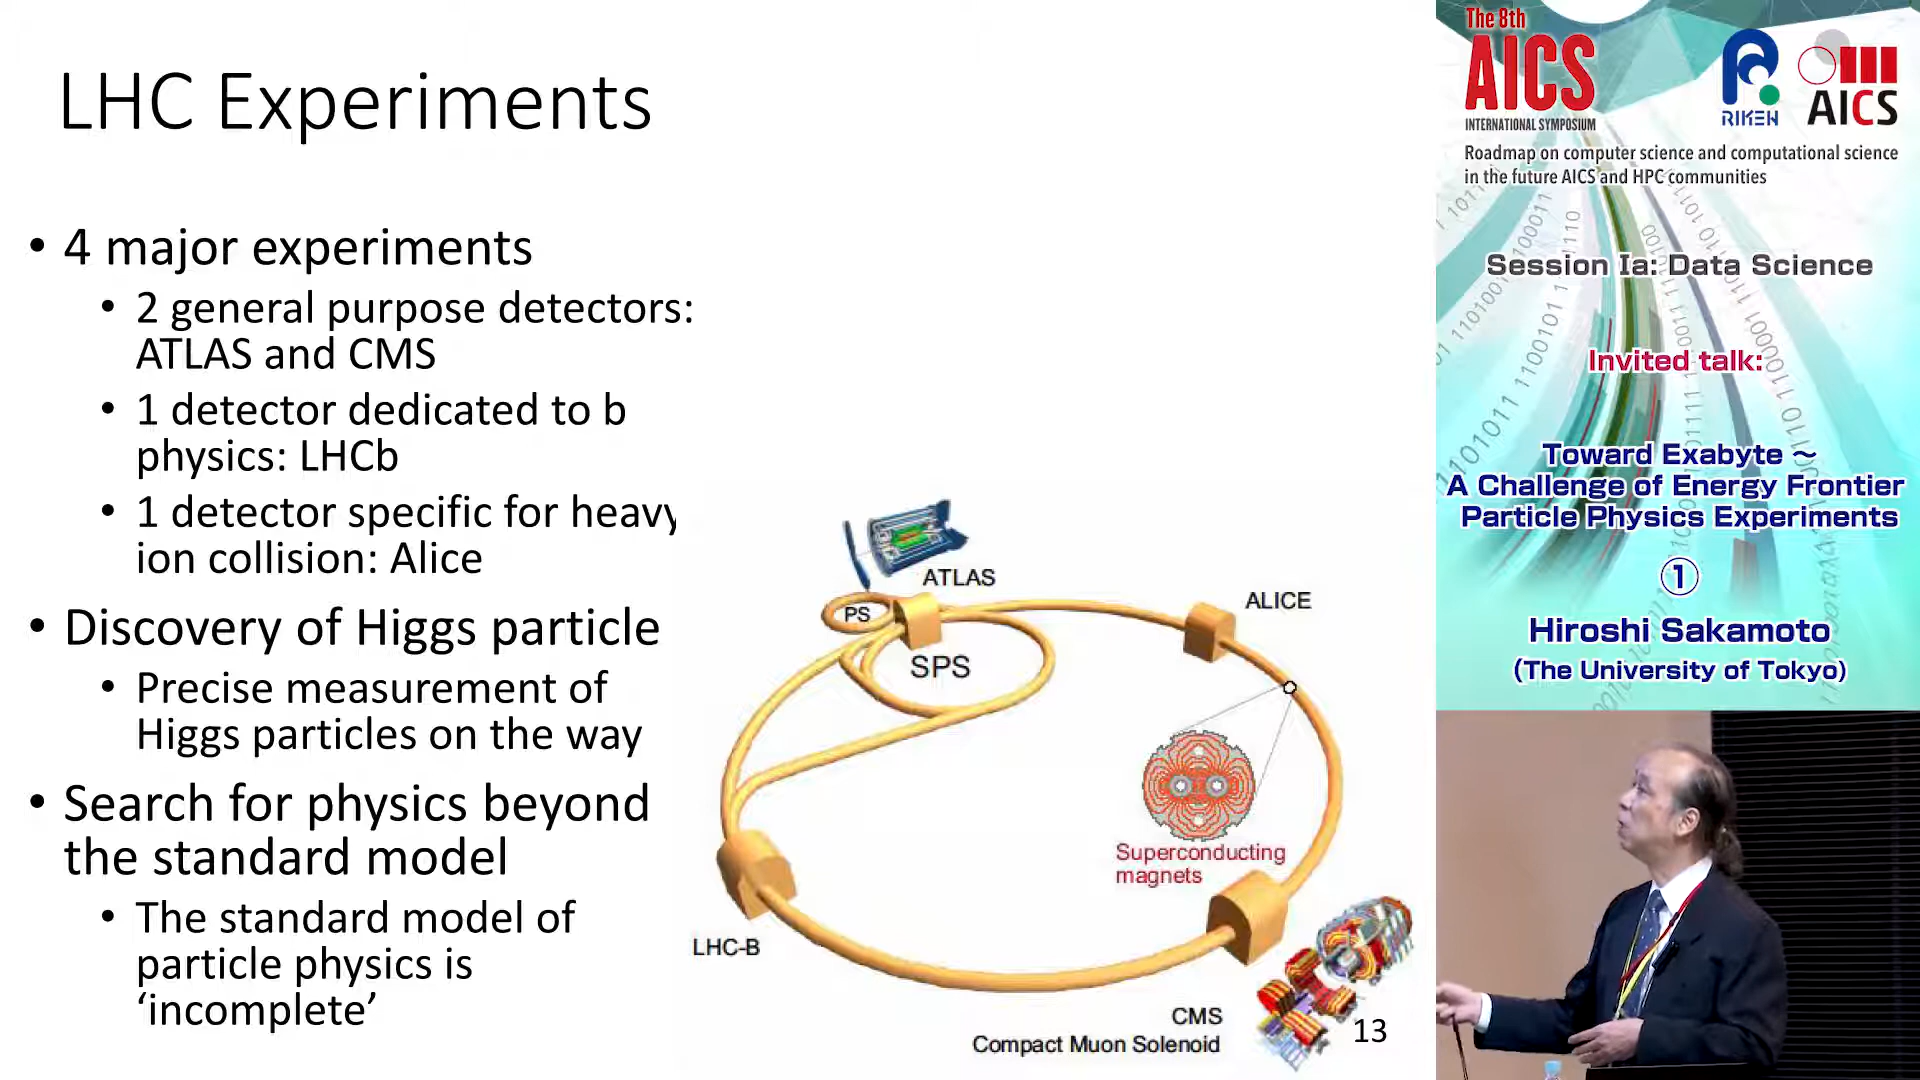 LHC Experiments
• 4 major experiments
• 2 general purpose detectors:
ATLAS and CMS
• 1 detector dedicated to b
physics: LHCb
• 1 detector specific for heavy
ion collision: Alice
• Discovery of Higgs particle
• Precise measurement of
Higgs particles on the way
• Search for physics beyond
the standard model
• The standard model of
particle physics is
‘incomplete’
ATLAS
PS
SPS
ALICE
Superconducting
magnets
LHC-B
CMS
Compact Muon Solenoid
13
The 8th
AICS
INTERNATIONAL SYMPOSIUM
RIKEN
AICS
Roadmap on computer science and computational science
in the future AICS and HPC communities
Session Ia: Data Science
Invited talk:
Toward Exabyte ~
A Challenge of Energy Frontier
Particle Physics Experiments
①
Hiroshi Sakamoto
(The University of Tokyo)